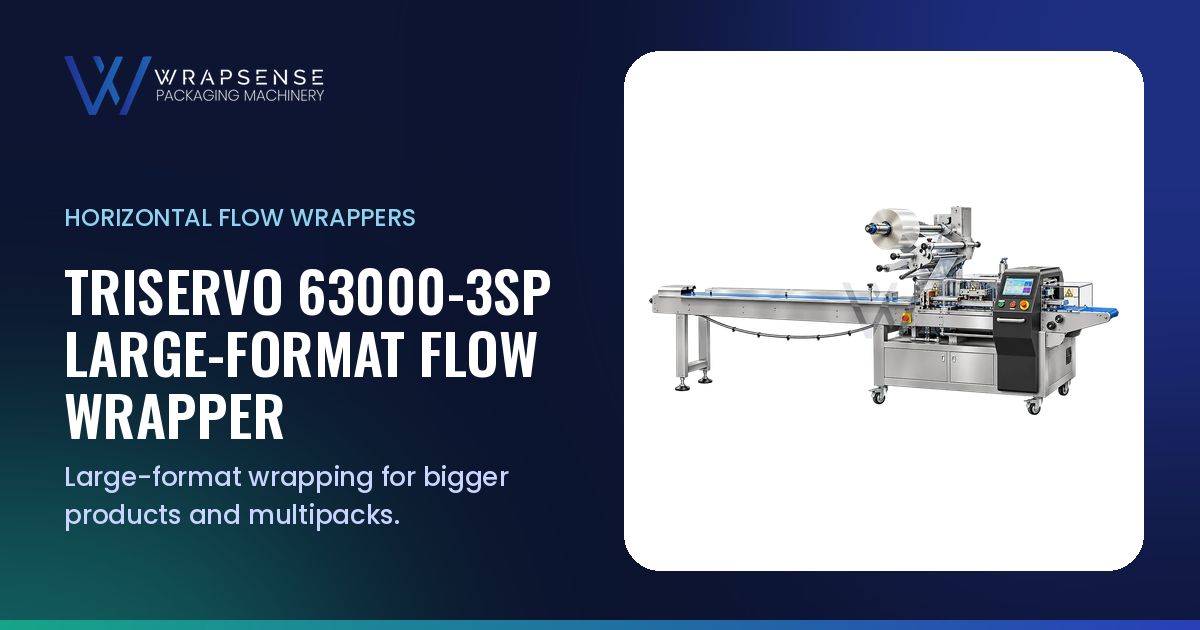 WRAPSENSE
PACKAGING MACHINERY
HORIZONTAL FLOW WRAPPERS
TRISERVO 63000-3SP
LARGE-FORMAT FLOW
WRAPPER
Large-format wrapping for bigger
products and multipacks.